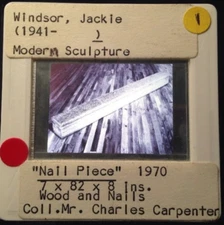 Windsor, Jackie
(1941-      )
Modern Sculpture
1
"Nail Piece" 1970
7 x 82 x 8 ins.
Wood and Nails
Coll.Mr. Charles Carpenter